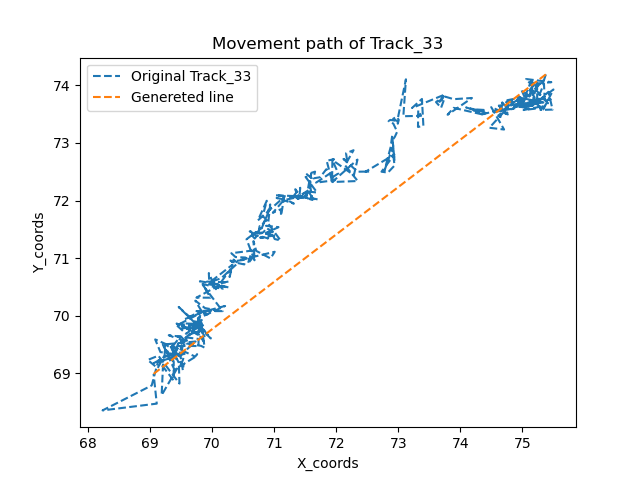 Movement path of Track_33
Original Track_33
Genereted line
74
73
72
71
70
69
Y_coords
68
69
70
71
72
73
74
75
X_coords